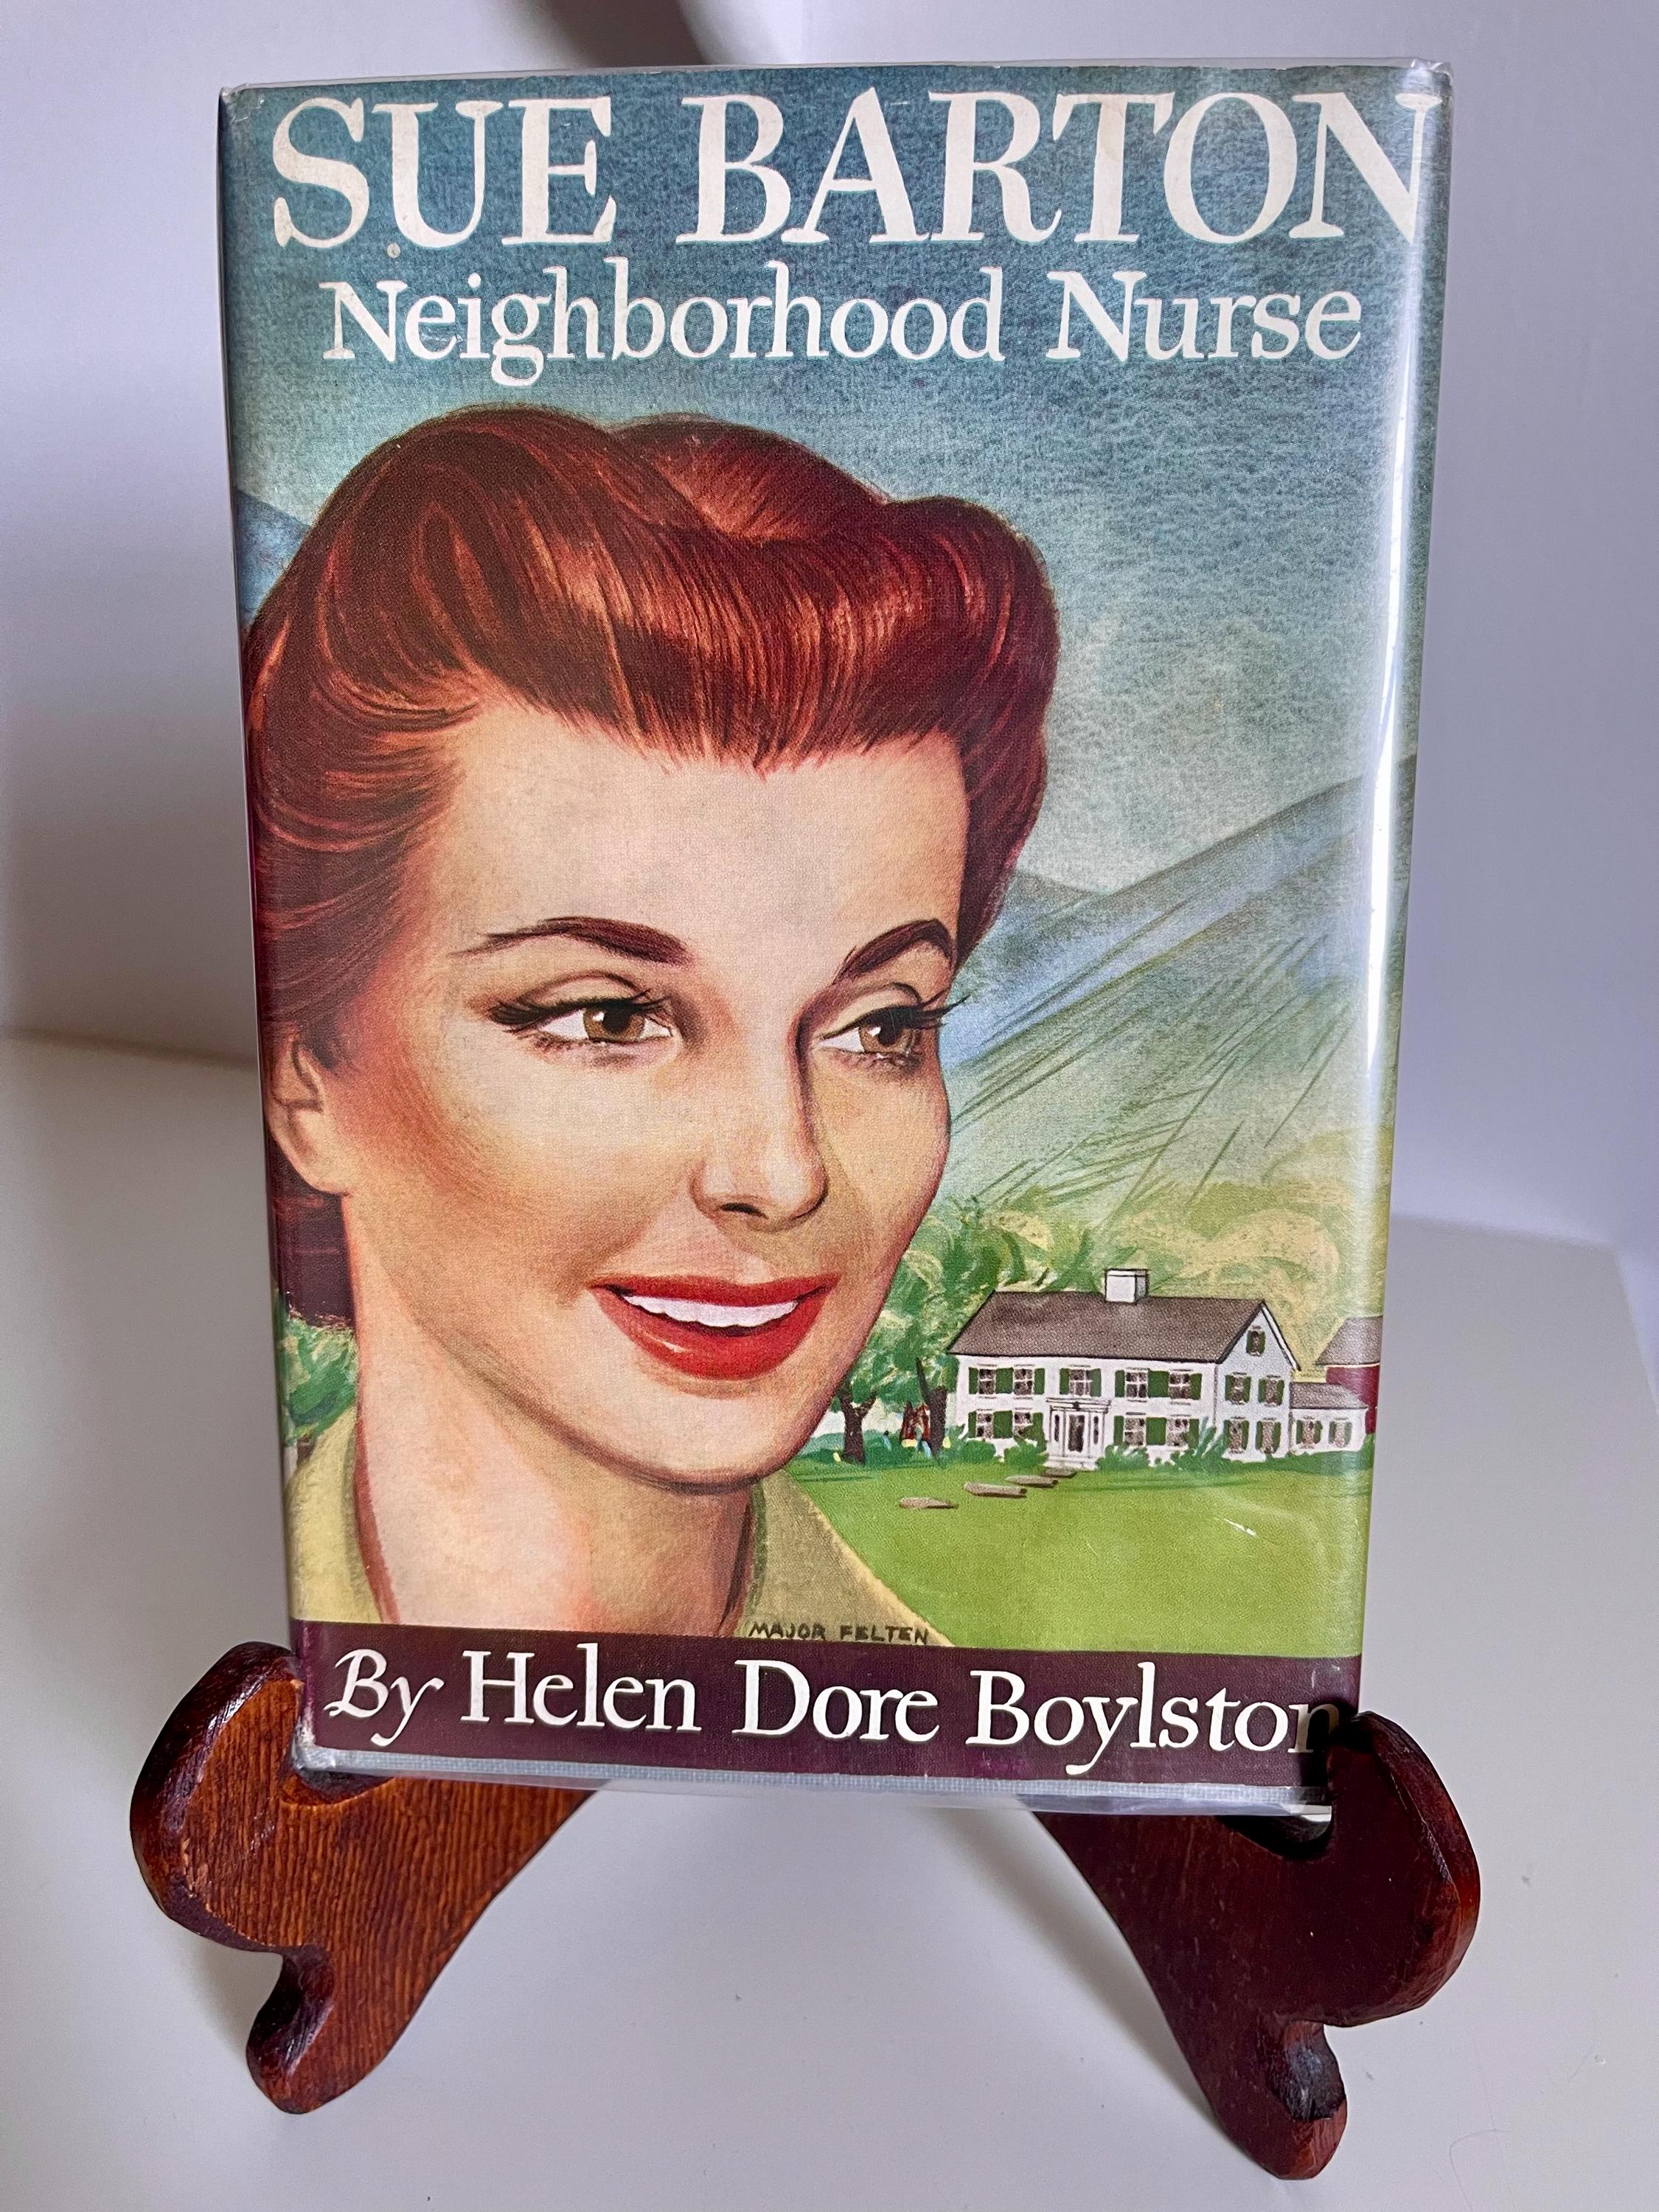 SUE BARTON
Neighborhood Nurse
MAJOR FELTEN
By Helen Dore Boylston